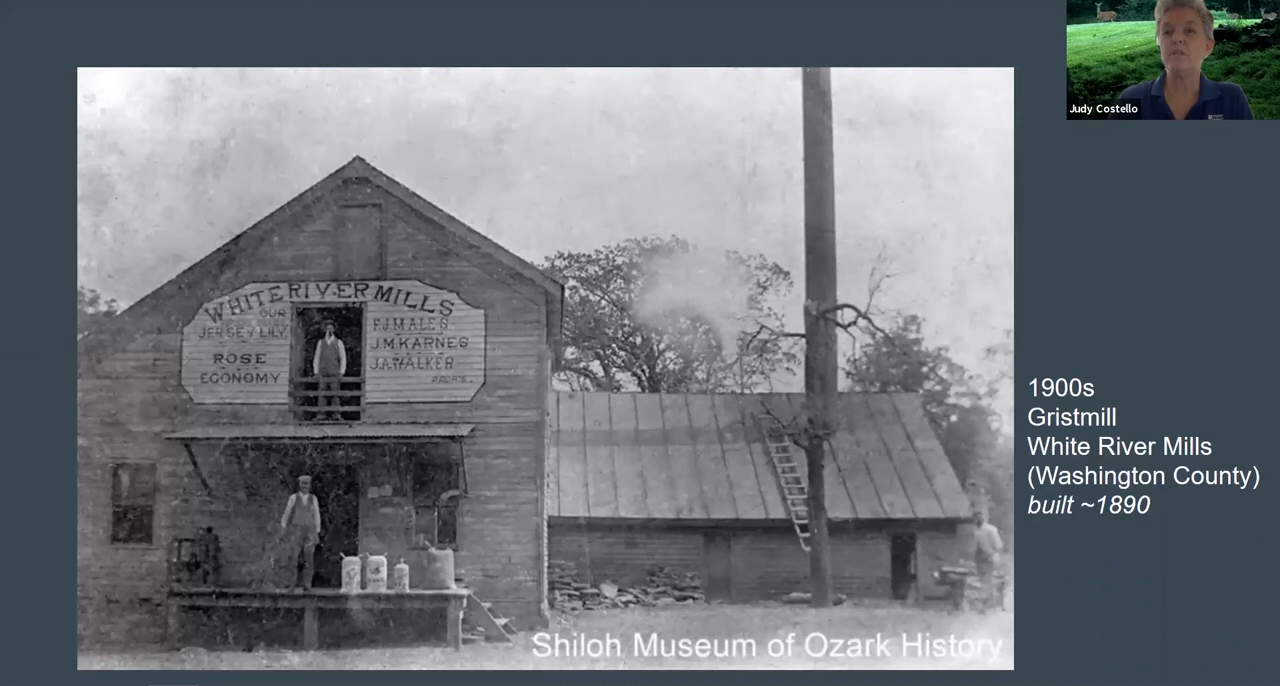 Judy Costello
WHITE RIVER MILLS
OUR
JERSEY LILY
ROSE
ECONOMY
F.J. MALES
J.M. KARNES
J.A. WALKER
PROP'S.
1900s
Gristmill
White River Mills
(Washington County)
built ~1890
Shiloh Museum of Ozark History